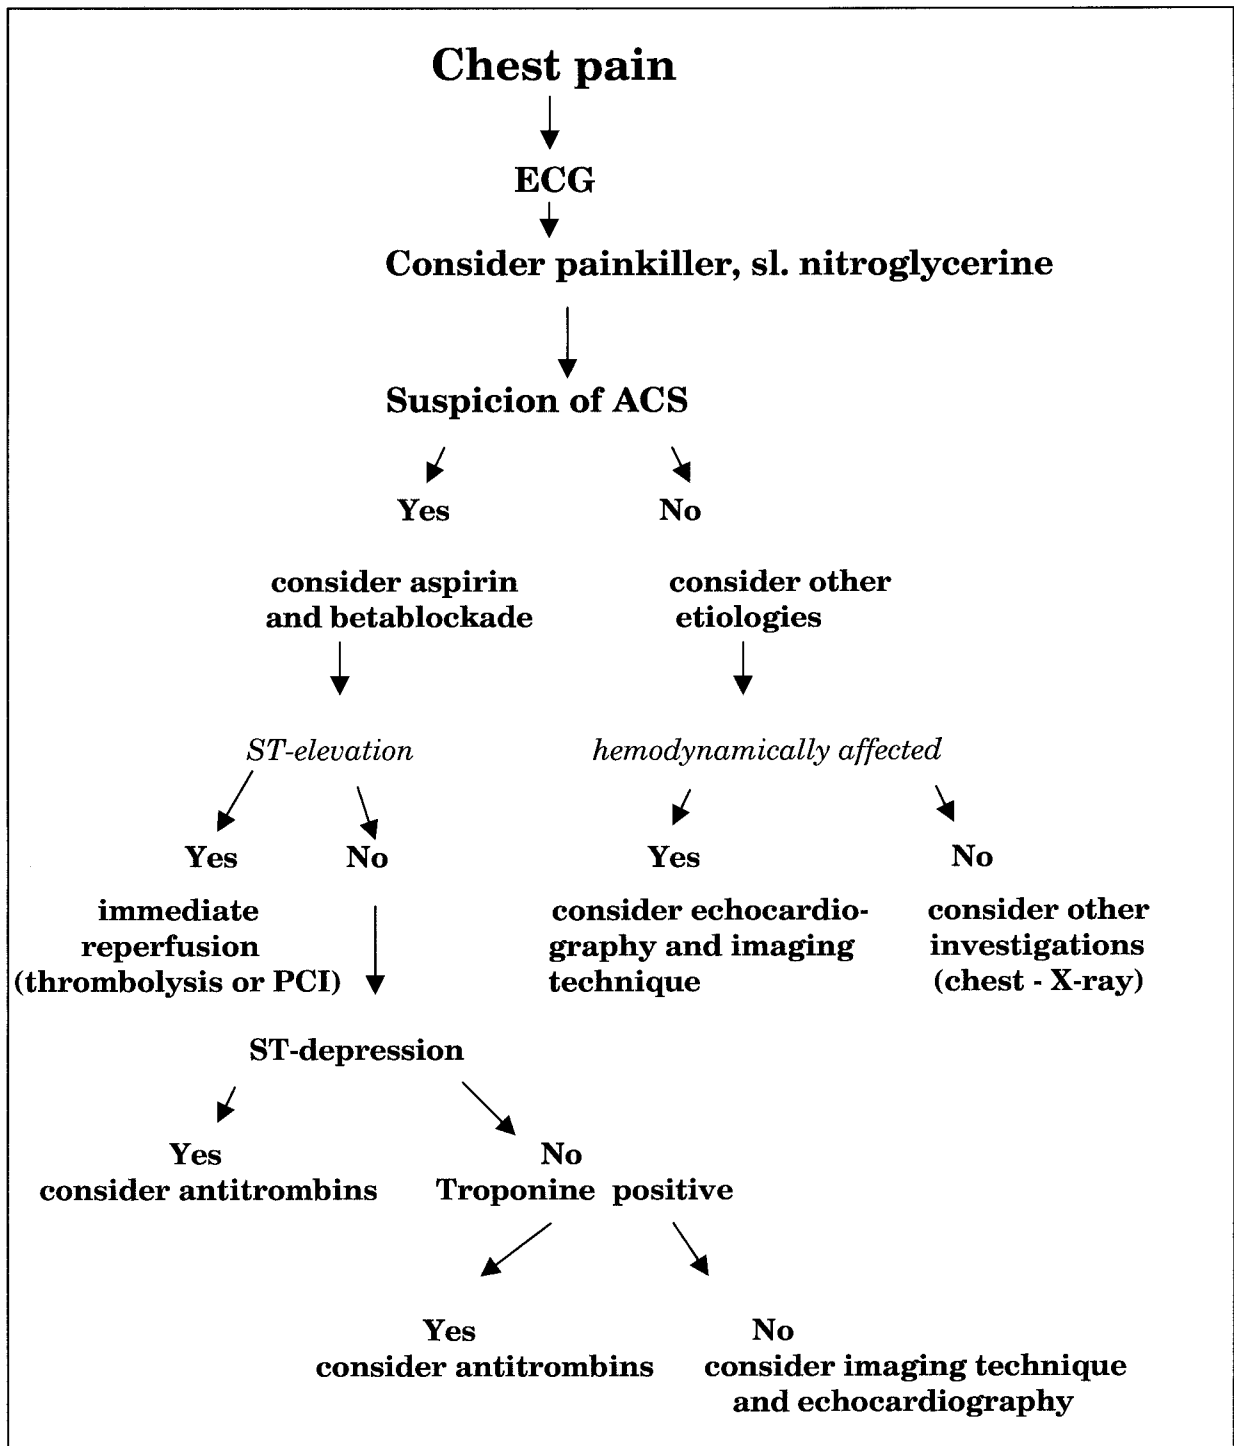 Chest pain
ECG
Consider painkiller, sl. nitroglycerine
Suspicion of ACS
Yes
No
consider aspirin
and betablockade
consider other
etiologies
ST-elevation
hemodynamically affected
Yes
No
Yes
No
immediate
reperfusion
(thrombolysis or PCI)
consider echocardio-
graphy and imaging
technique
consider other
investigations
(chest - X-ray)
ST-depression
Yes
consider antitrombins
No
Troponine positive
Yes
consider antitrombins
No
consider imaging technique
and echocardiography